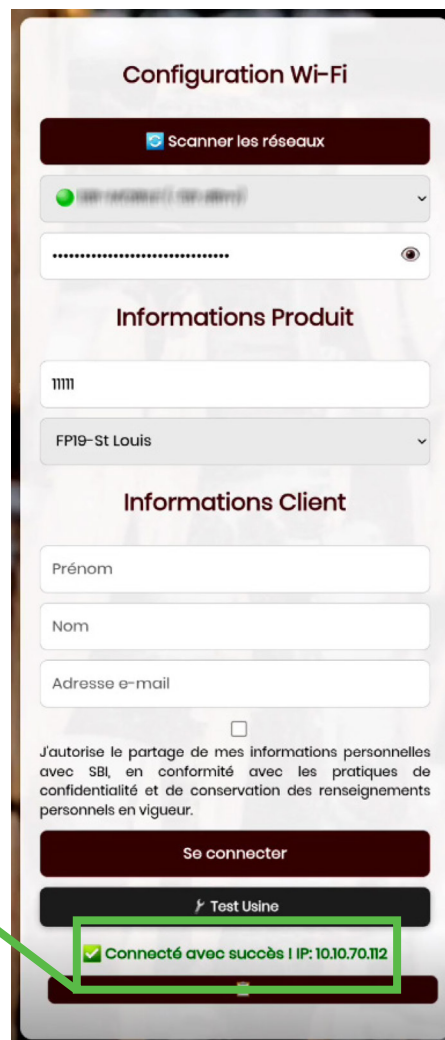 Configuration Wi-Fi
Scanner les réseaux
•••••••••••••••••••••••••••••••
Informations Produit
11111
FP19-St Louis
Informations Client
Prénom
Nom
Adresse e-mail
J'autorise le partage de mes informations personnelles
avec SBI, en conformité avec les pratiques de
confidentialité et de conservation des renseignements
personnels en vigueur.
Se connecter
Test Usine
Connecté avec succès ! IP: 10.10.70.112